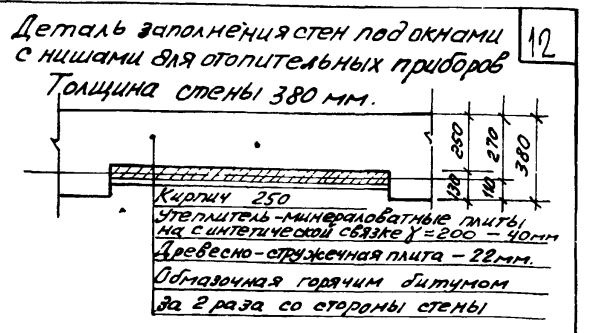 Деталь заполнения стен под окнами
с нишами для отопительных приборов
Толщина стены 380 мм.
12
250
270
380
130
110
Кирпич 250
Утеплитель-минераловатные плиты
на синтетической связке γ=200 – 40мм
Древесно-стружечная плита – 22мм.
Обмазочная горячим битумом
за 2 раза со стороны стены